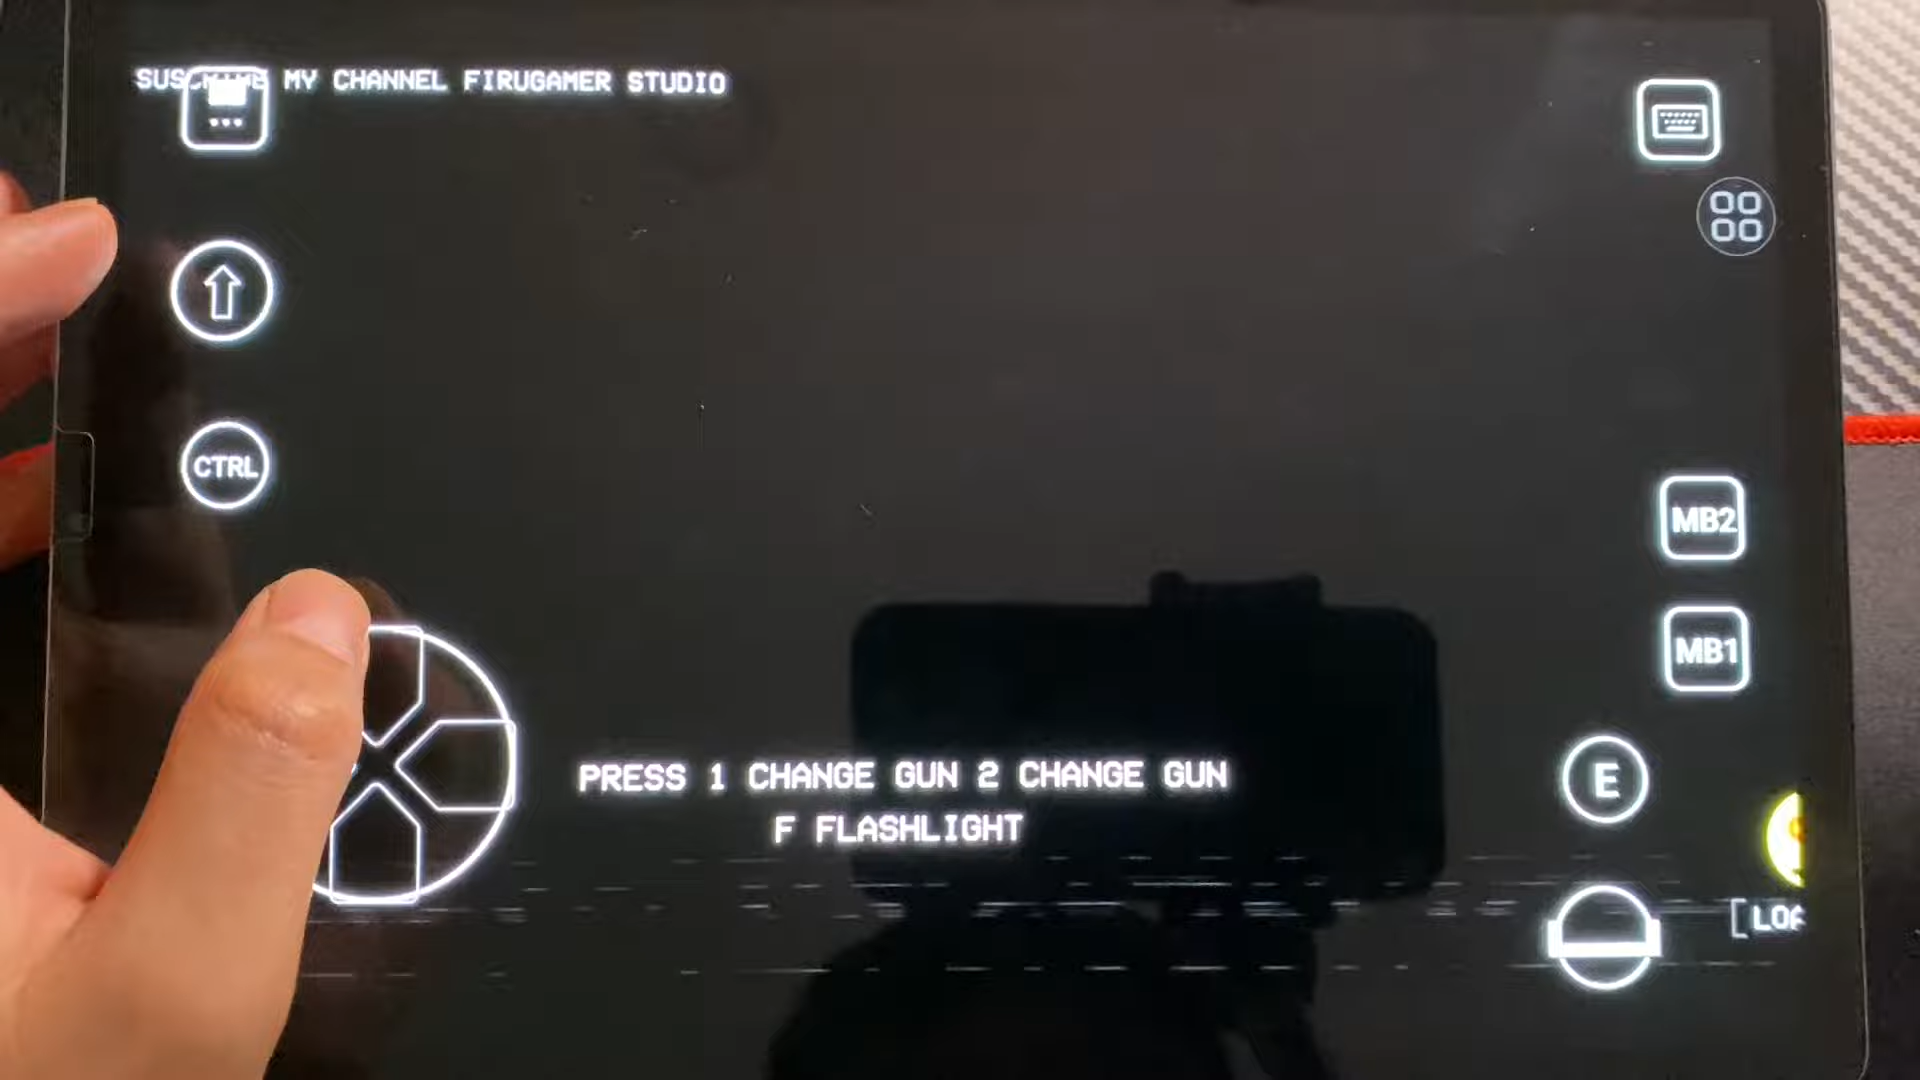 MY CHANNEL FIRUGAMER STUDIO
CTRL
MB2
MB1
PRESS 1 CHANGE GUN 2 CHANGE GUN
F FLASHLIGHT
E